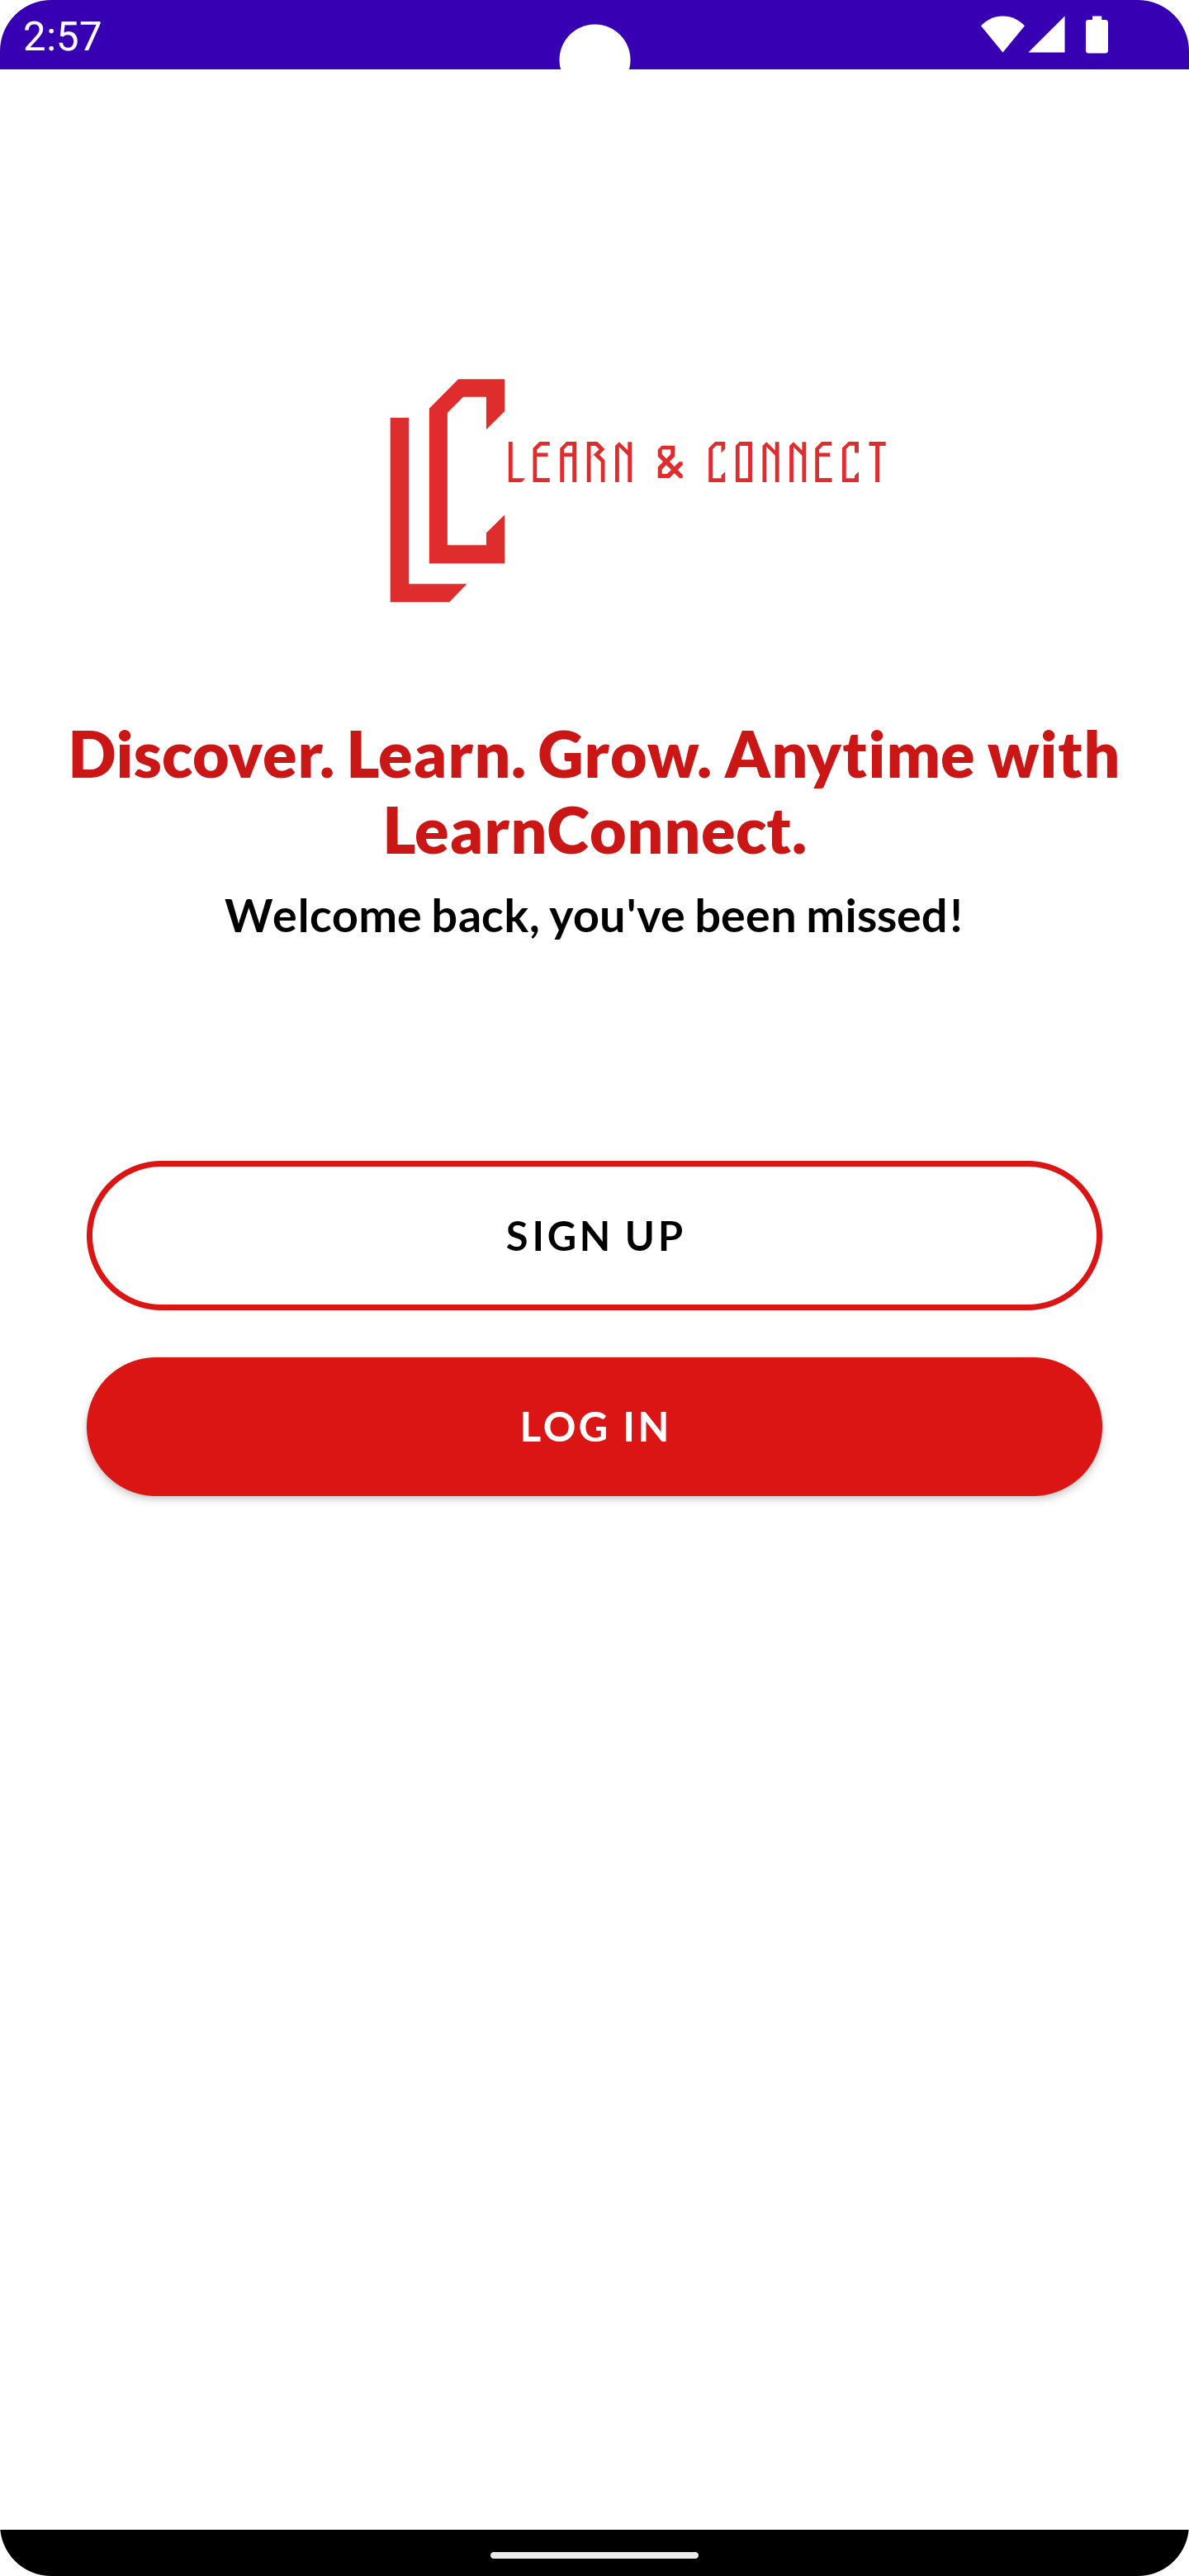 2:57
LEARN & CONNECT
Discover. Learn. Grow. Anytime with
LearnConnect.
Welcome back, you've been missed!
SIGN UP
LOG IN